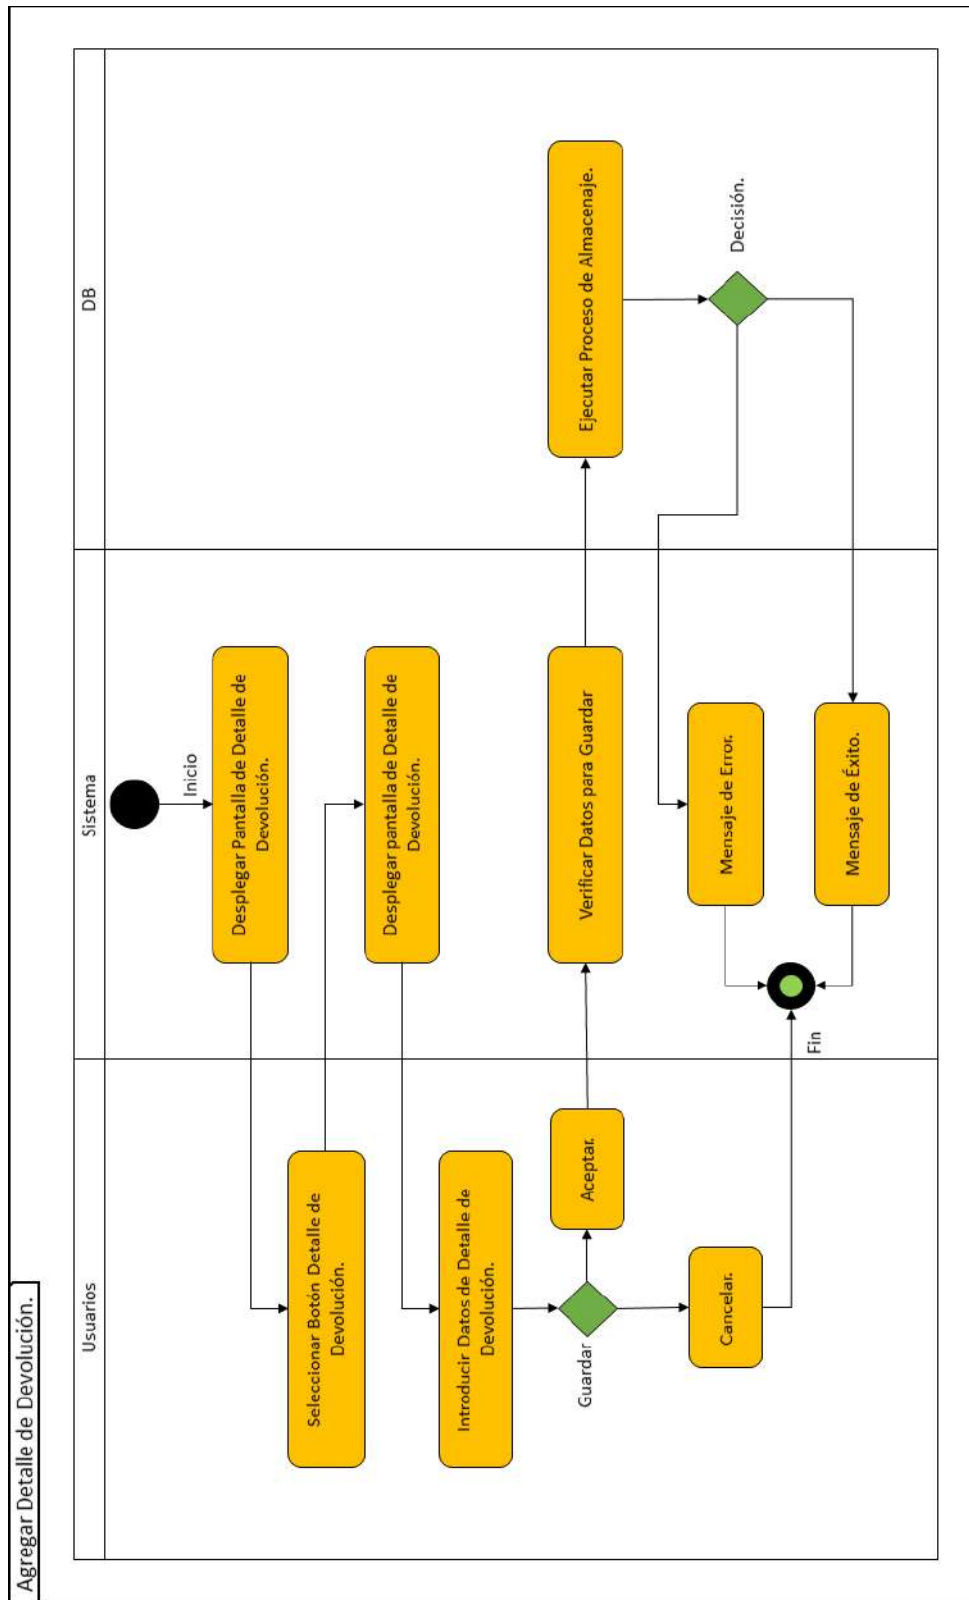 Agregar Detalle de Devolución.
Usuarios
Sistema
DB
Inicio
Desplegar Pantalla de Detalle de
Devolución.
Seleccionar Botón Detalle de
Devolución.
Desplegar pantalla de Detalle de
Devolución.
Introducir Datos de Detalle de
Devolución.
Guardar
Aceptar.
Verificar Datos para Guardar
Ejecutar Proceso de Almacenaje.
Cancelar.
Mensaje de Error.
Decisión.
Fin
Mensaje de Éxito.